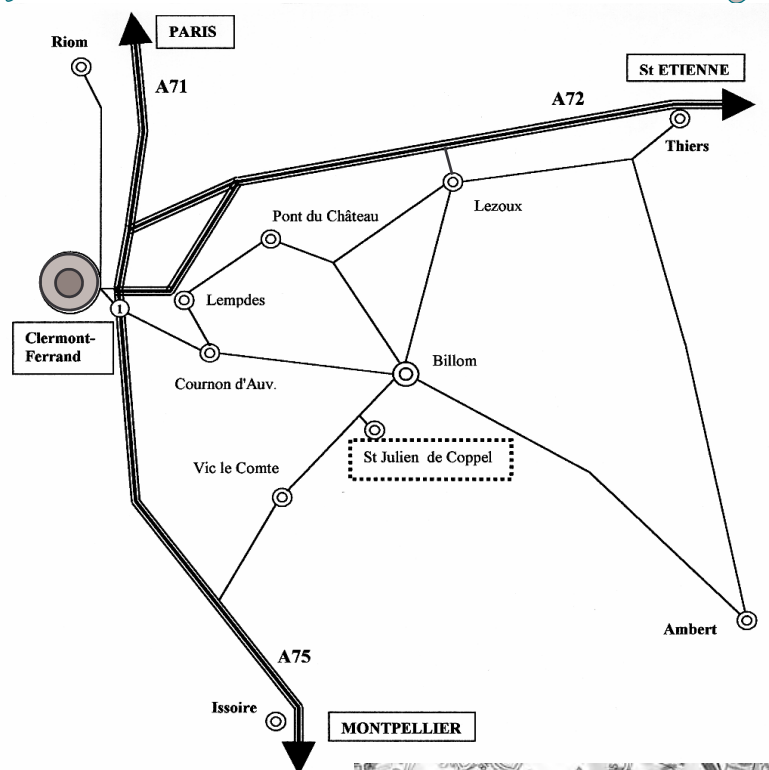 PARIS
Riom
St ETIENNE
A71
A72
Thiers
Lezoux
Pont du Château
Lempdes
1
Clermont-
Ferrand
Billom
Cournon d'Auv.
St Julien de Coppel
Vic le Comte
Ambert
A75
Issoire
MONTPELLIER